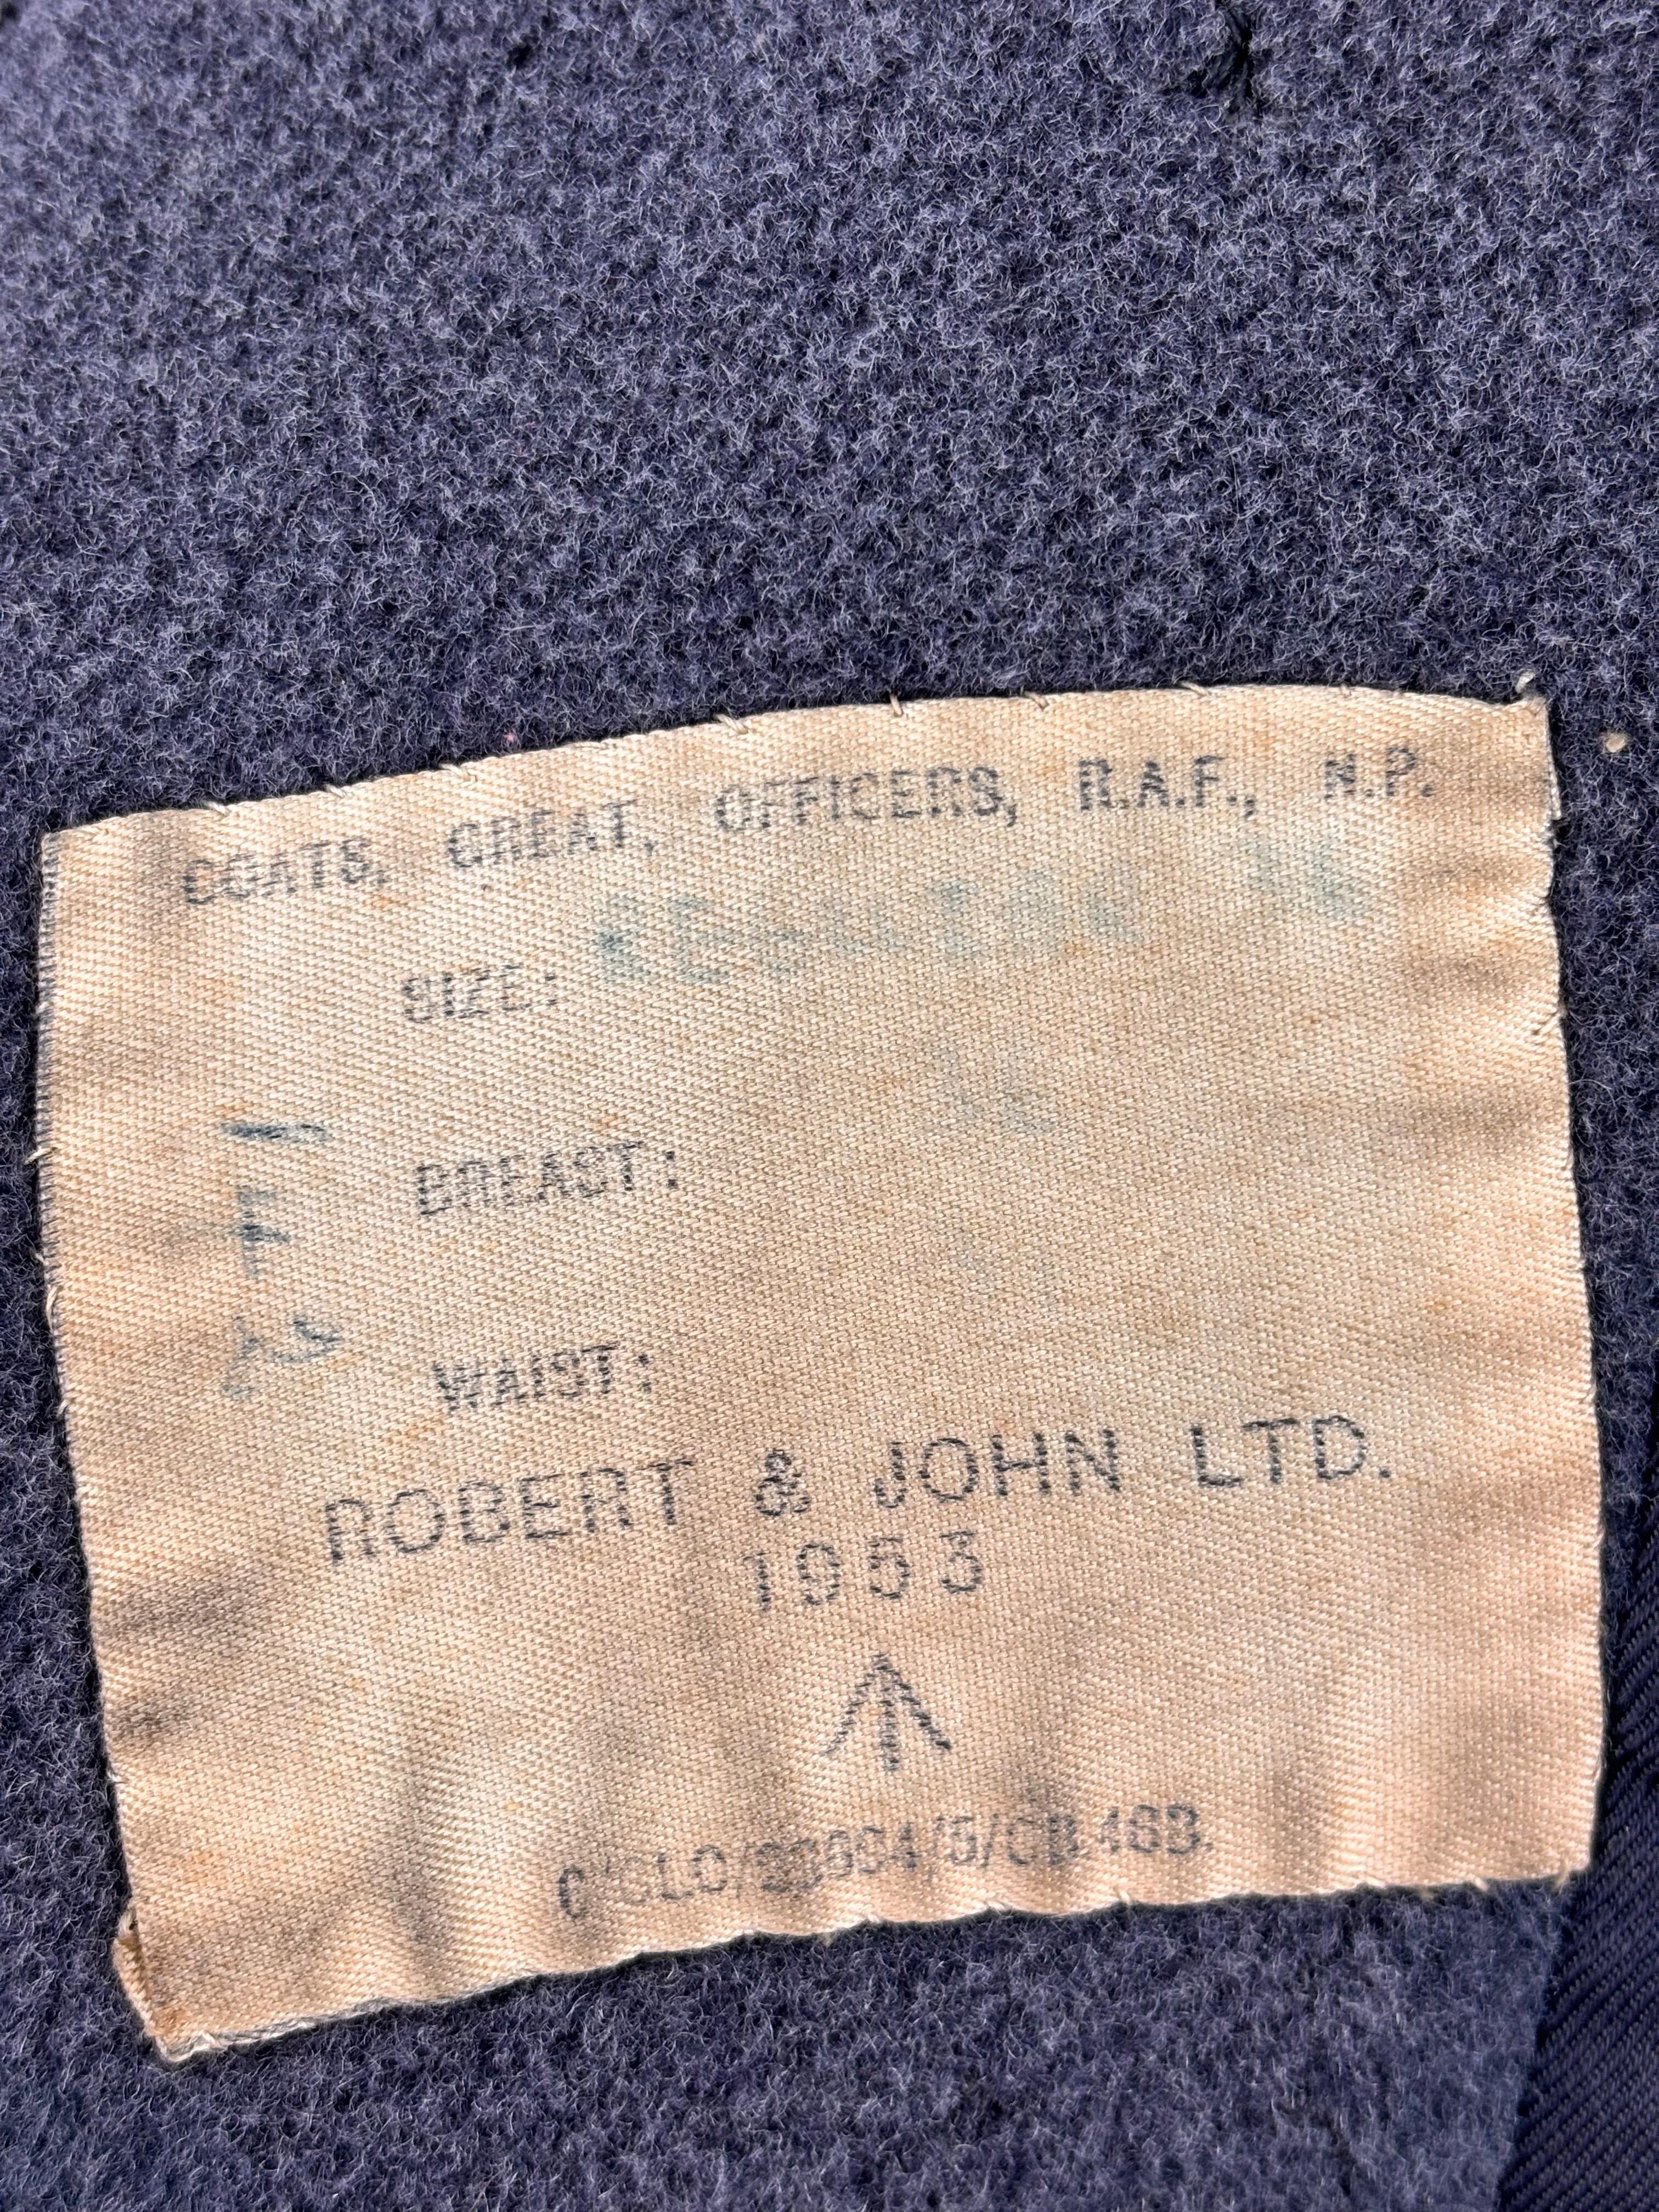 COATS, GREAT, OFFICERS, R.A.F., N.P.
SIZE:
BREAST:
WAIST:
ROBERT & JOHN LTD.
1953